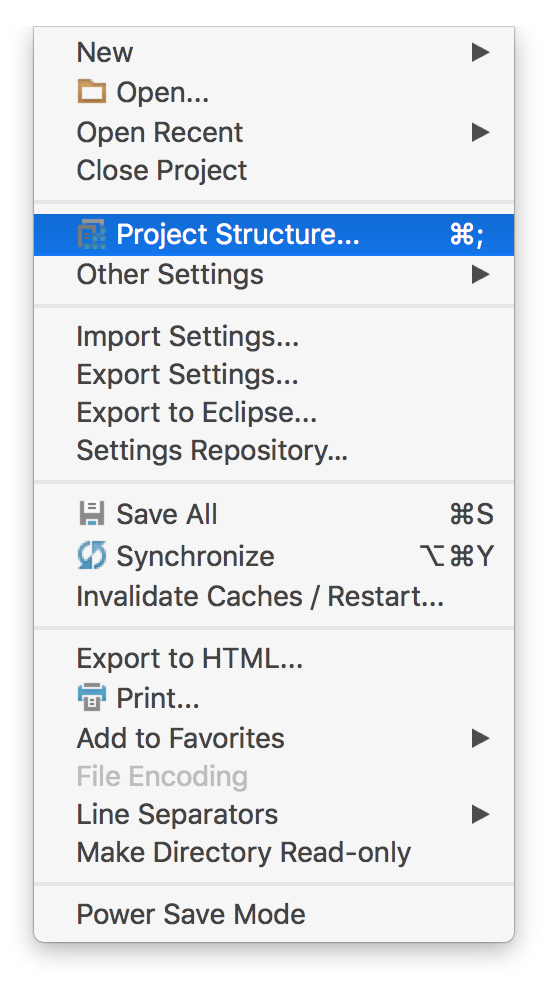 New
Open...
Open Recent
Close Project
Project Structure... ⌘;
Other Settings
Import Settings...
Export Settings...
Export to Eclipse...
Settings Repository...
Save All ⌘S
Synchronize ⌥⌘Y
Invalidate Caches / Restart...
Export to HTML...
Print...
Add to Favorites
File Encoding
Line Separators
Make Directory Read-only
Power Save Mode